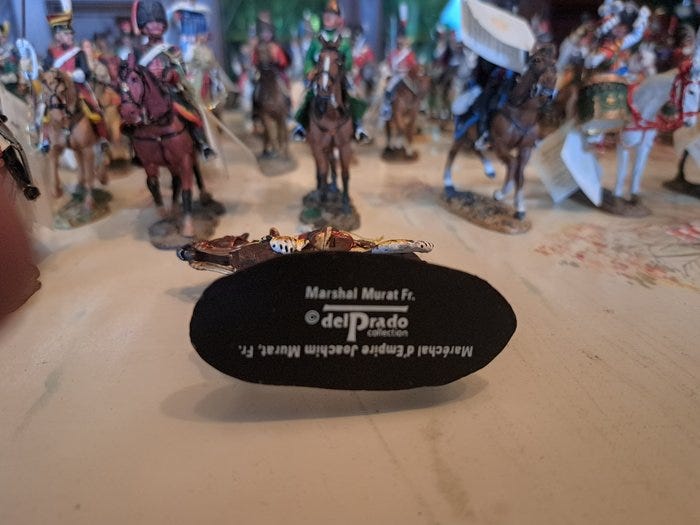 Marshal Murat Fr.
© delPrado
collection
Maréchal d'Empire Joachim Murat, Fr.